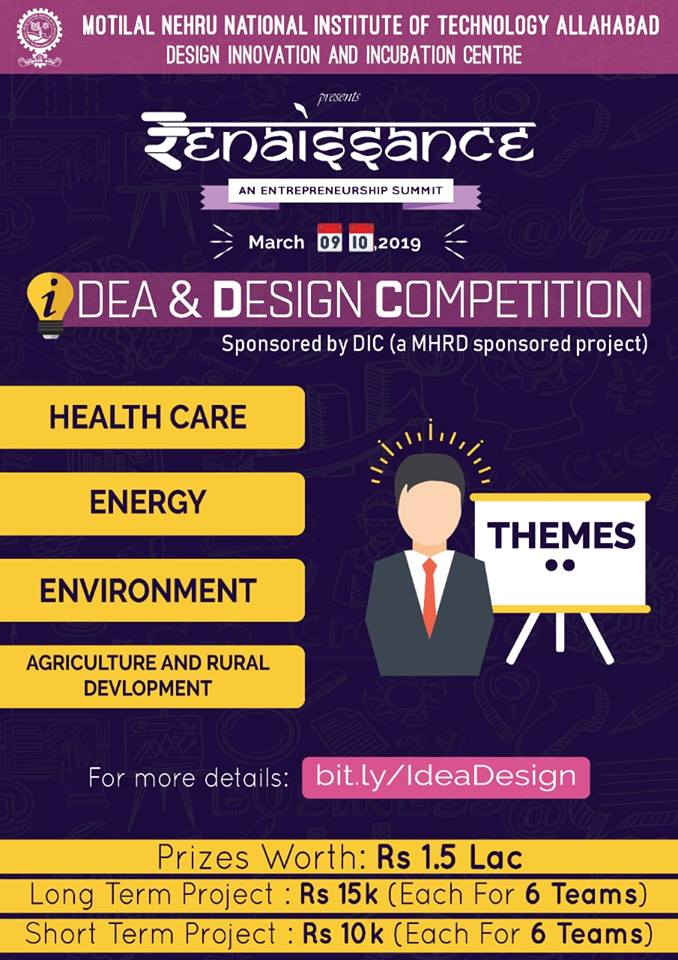 MOTILAL NEHRU NATIONAL INSTITUTE OF TECHNOLOGY ALLAHABAD
DESIGN INNOVATION AND INCUBATION CENTRE
presents
Renaissance
AN ENTREPRENEURSHIP SUMMIT
March 09 10,2019
iDEA & DESIGN COMPETITION
Sponsored by DIC (a MHRD sponsored project)
HEALTH CARE
ENERGY
ENVIRONMENT
AGRICULTURE AND RURAL
DEVLOPMENT
THEMES
For more details: bit.ly/IdeaDesign
Prizes Worth: Rs 1.5 Lac
Long Term Project : Rs 15k (Each For 6 Teams)
Short Term Project : Rs 10k (Each For 6 Teams)